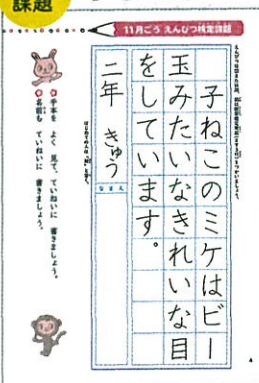 課題
11月ごう えんぴつ検定課題
子ねこのミケはビー
玉みたいなきれいな目
をしています。
二年 きゅう
なまえ
手本を よく 見て、ていねいに 書きましょう。
名前も ていねいに 書きましょう。